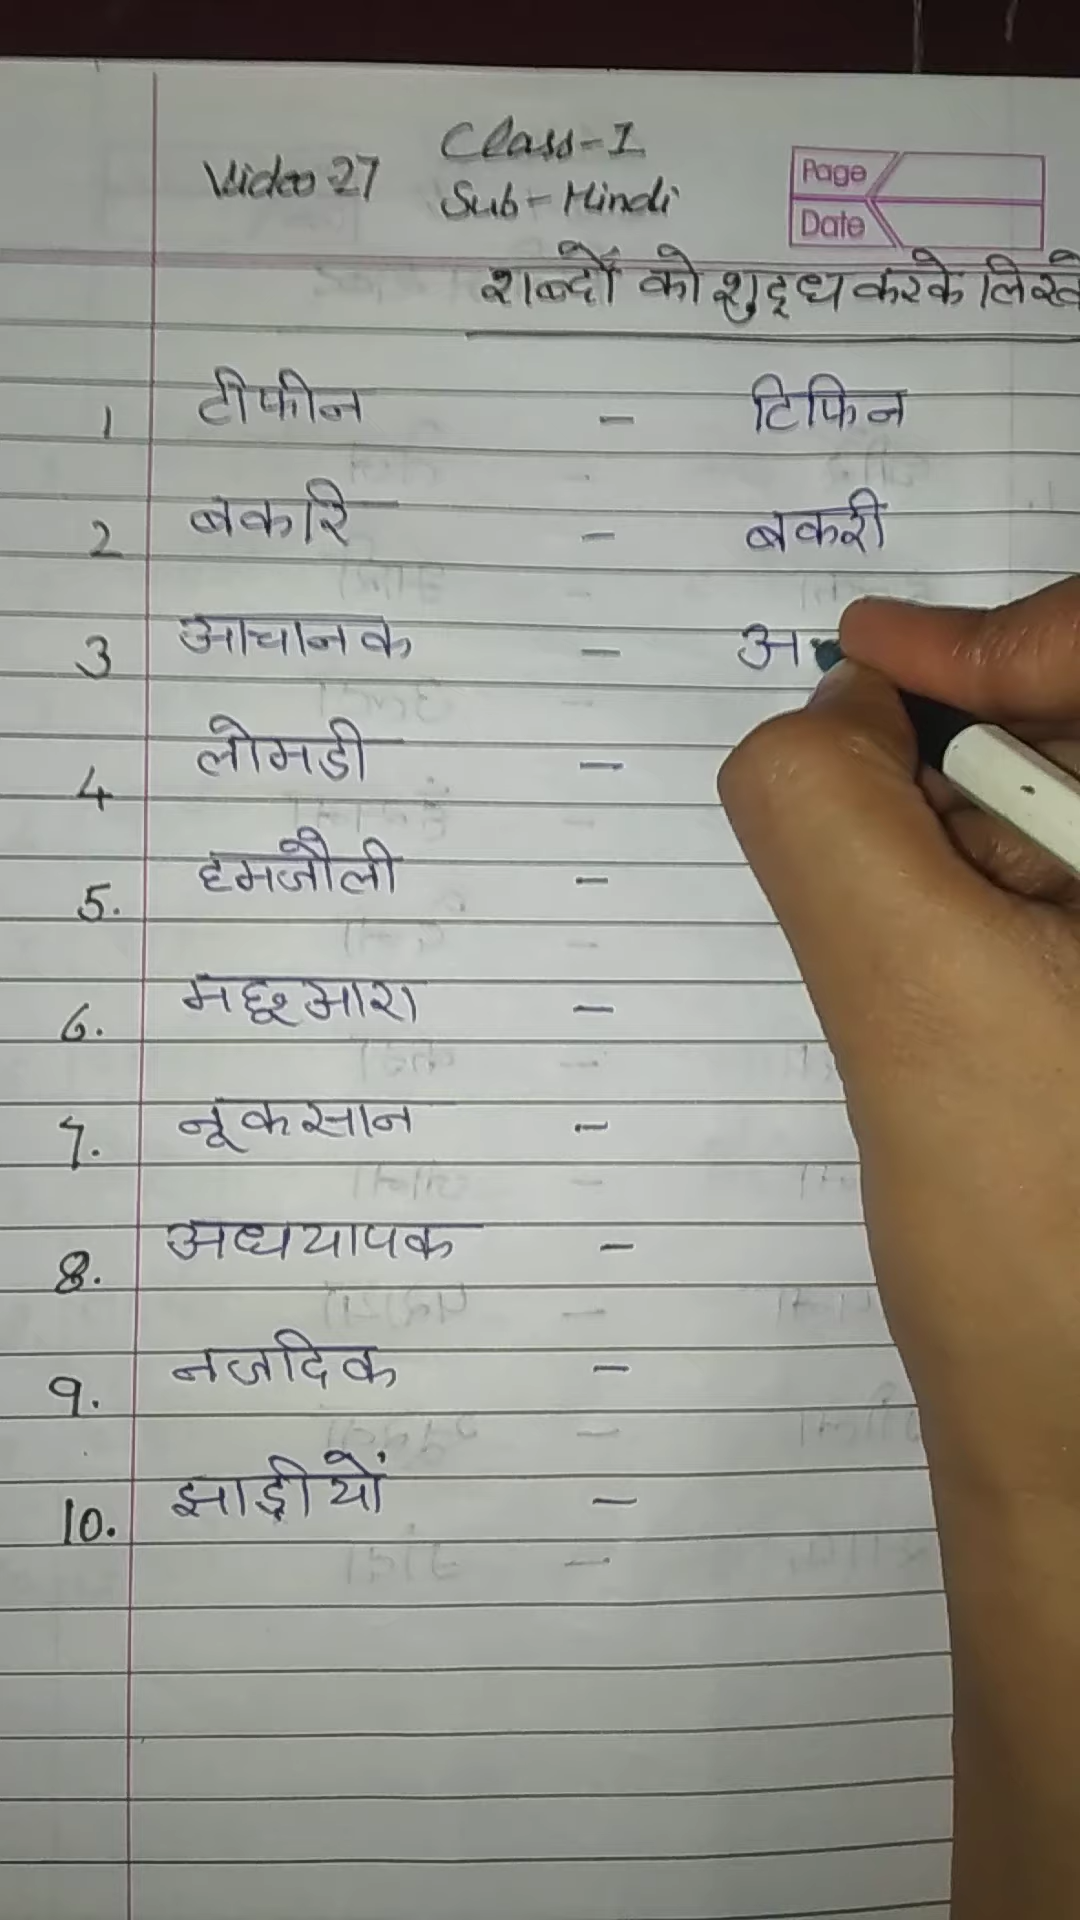 Class-I
Video 27
Sub-Hindi
Page
Date
शब्दों को शुद्ध करके लिखे
1 टीफीन - टिफिन
2 बकरि - बकरी
3 आचानक - अ
4 लोमडी -
5. हमजौली -
6. मछूआरा -
7. नूकसान -
8. अधयापक -
9. नजदिक -
10. झाड़ीयों -